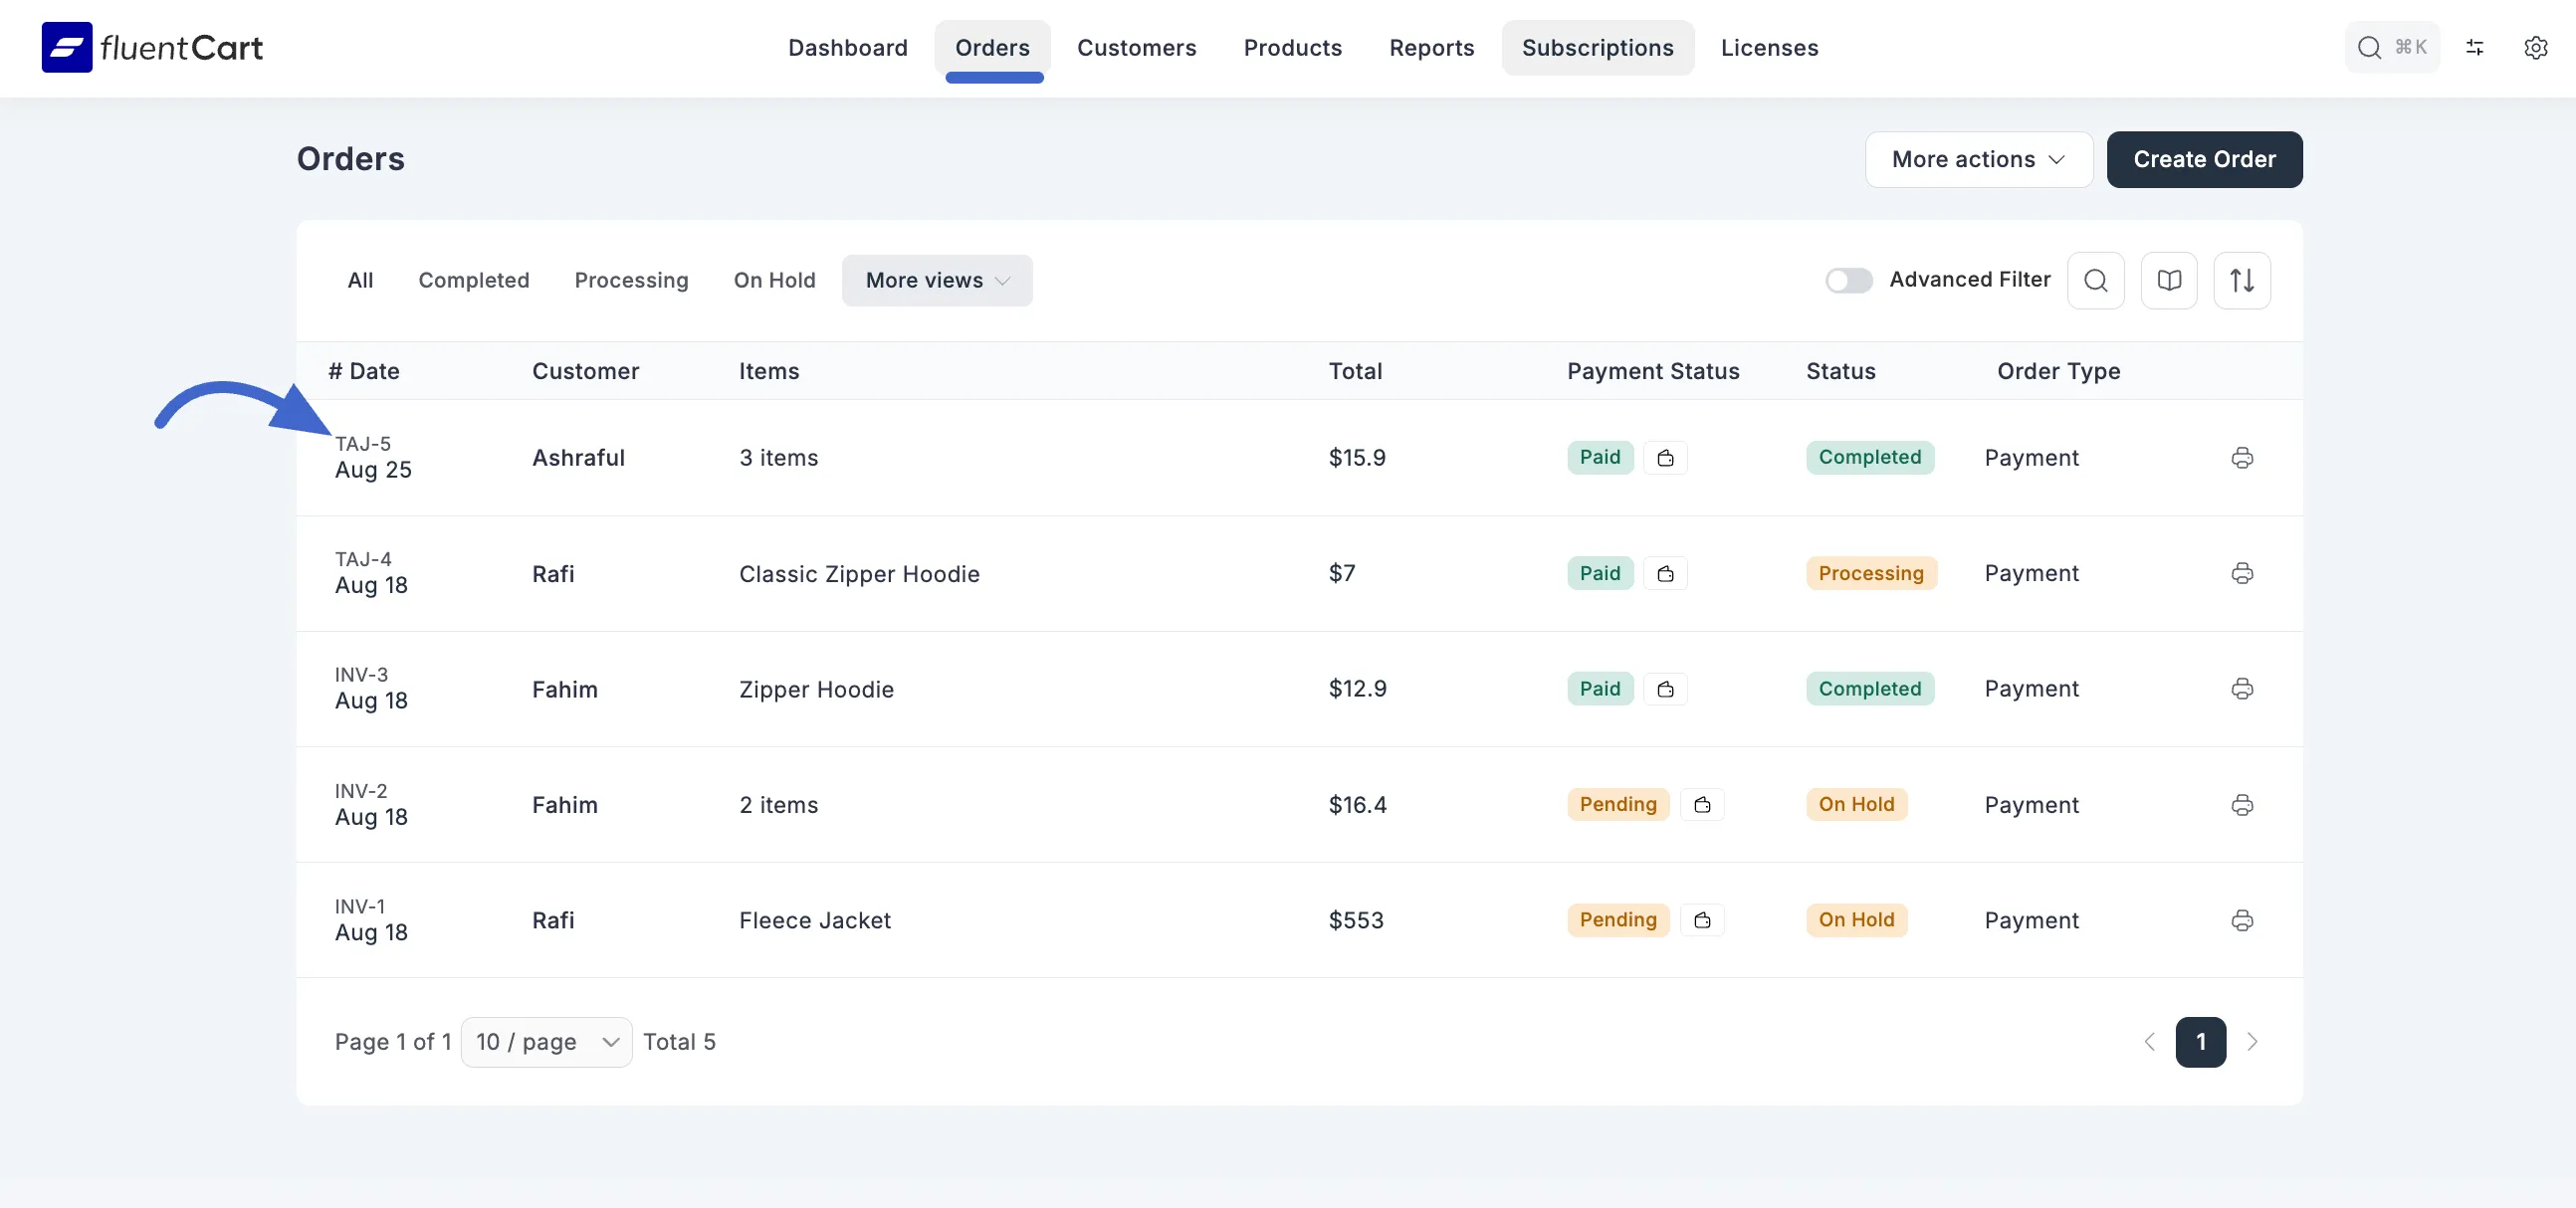 fluentCart
Dashboard Orders Customers Products Reports Subscriptions Licenses
⌘K
Orders
More actions
Create Order
All Completed Processing On Hold More views
Advanced Filter
# Date Customer Items Total Payment Status Status Order Type
TAJ-5
Aug 25
Ashraful 3 items $15.9 Paid Completed Payment
TAJ-4
Aug 18
Rafi Classic Zipper Hoodie $7 Paid Processing Payment
INV-3
Aug 18
Fahim Zipper Hoodie $12.9 Paid Completed Payment
INV-2
Aug 18
Fahim 2 items $16.4 Pending On Hold Payment
INV-1
Aug 18
Rafi Fleece Jacket $553 Pending On Hold Payment
Page 1 of 1 10 / page Total 5
1